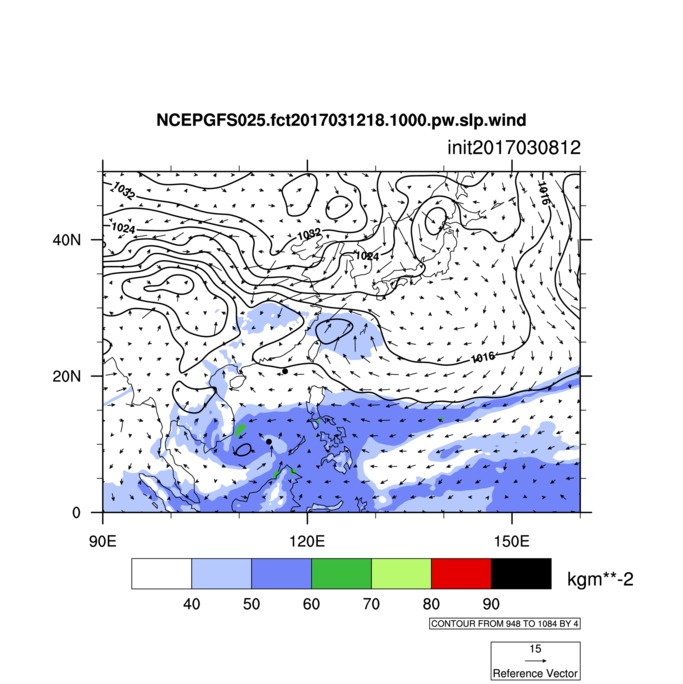 NCEPGFS025.fct2017031218.1000.pw.slp.wind
init2017030812
1032
1016
1024
1032
40N
1024
1016
20N
0
90E 120E 150E
40 50 60 70 80 90
kgm**-2
CONTOUR FROM 948 TO 1084 BY 4
15
Reference Vector